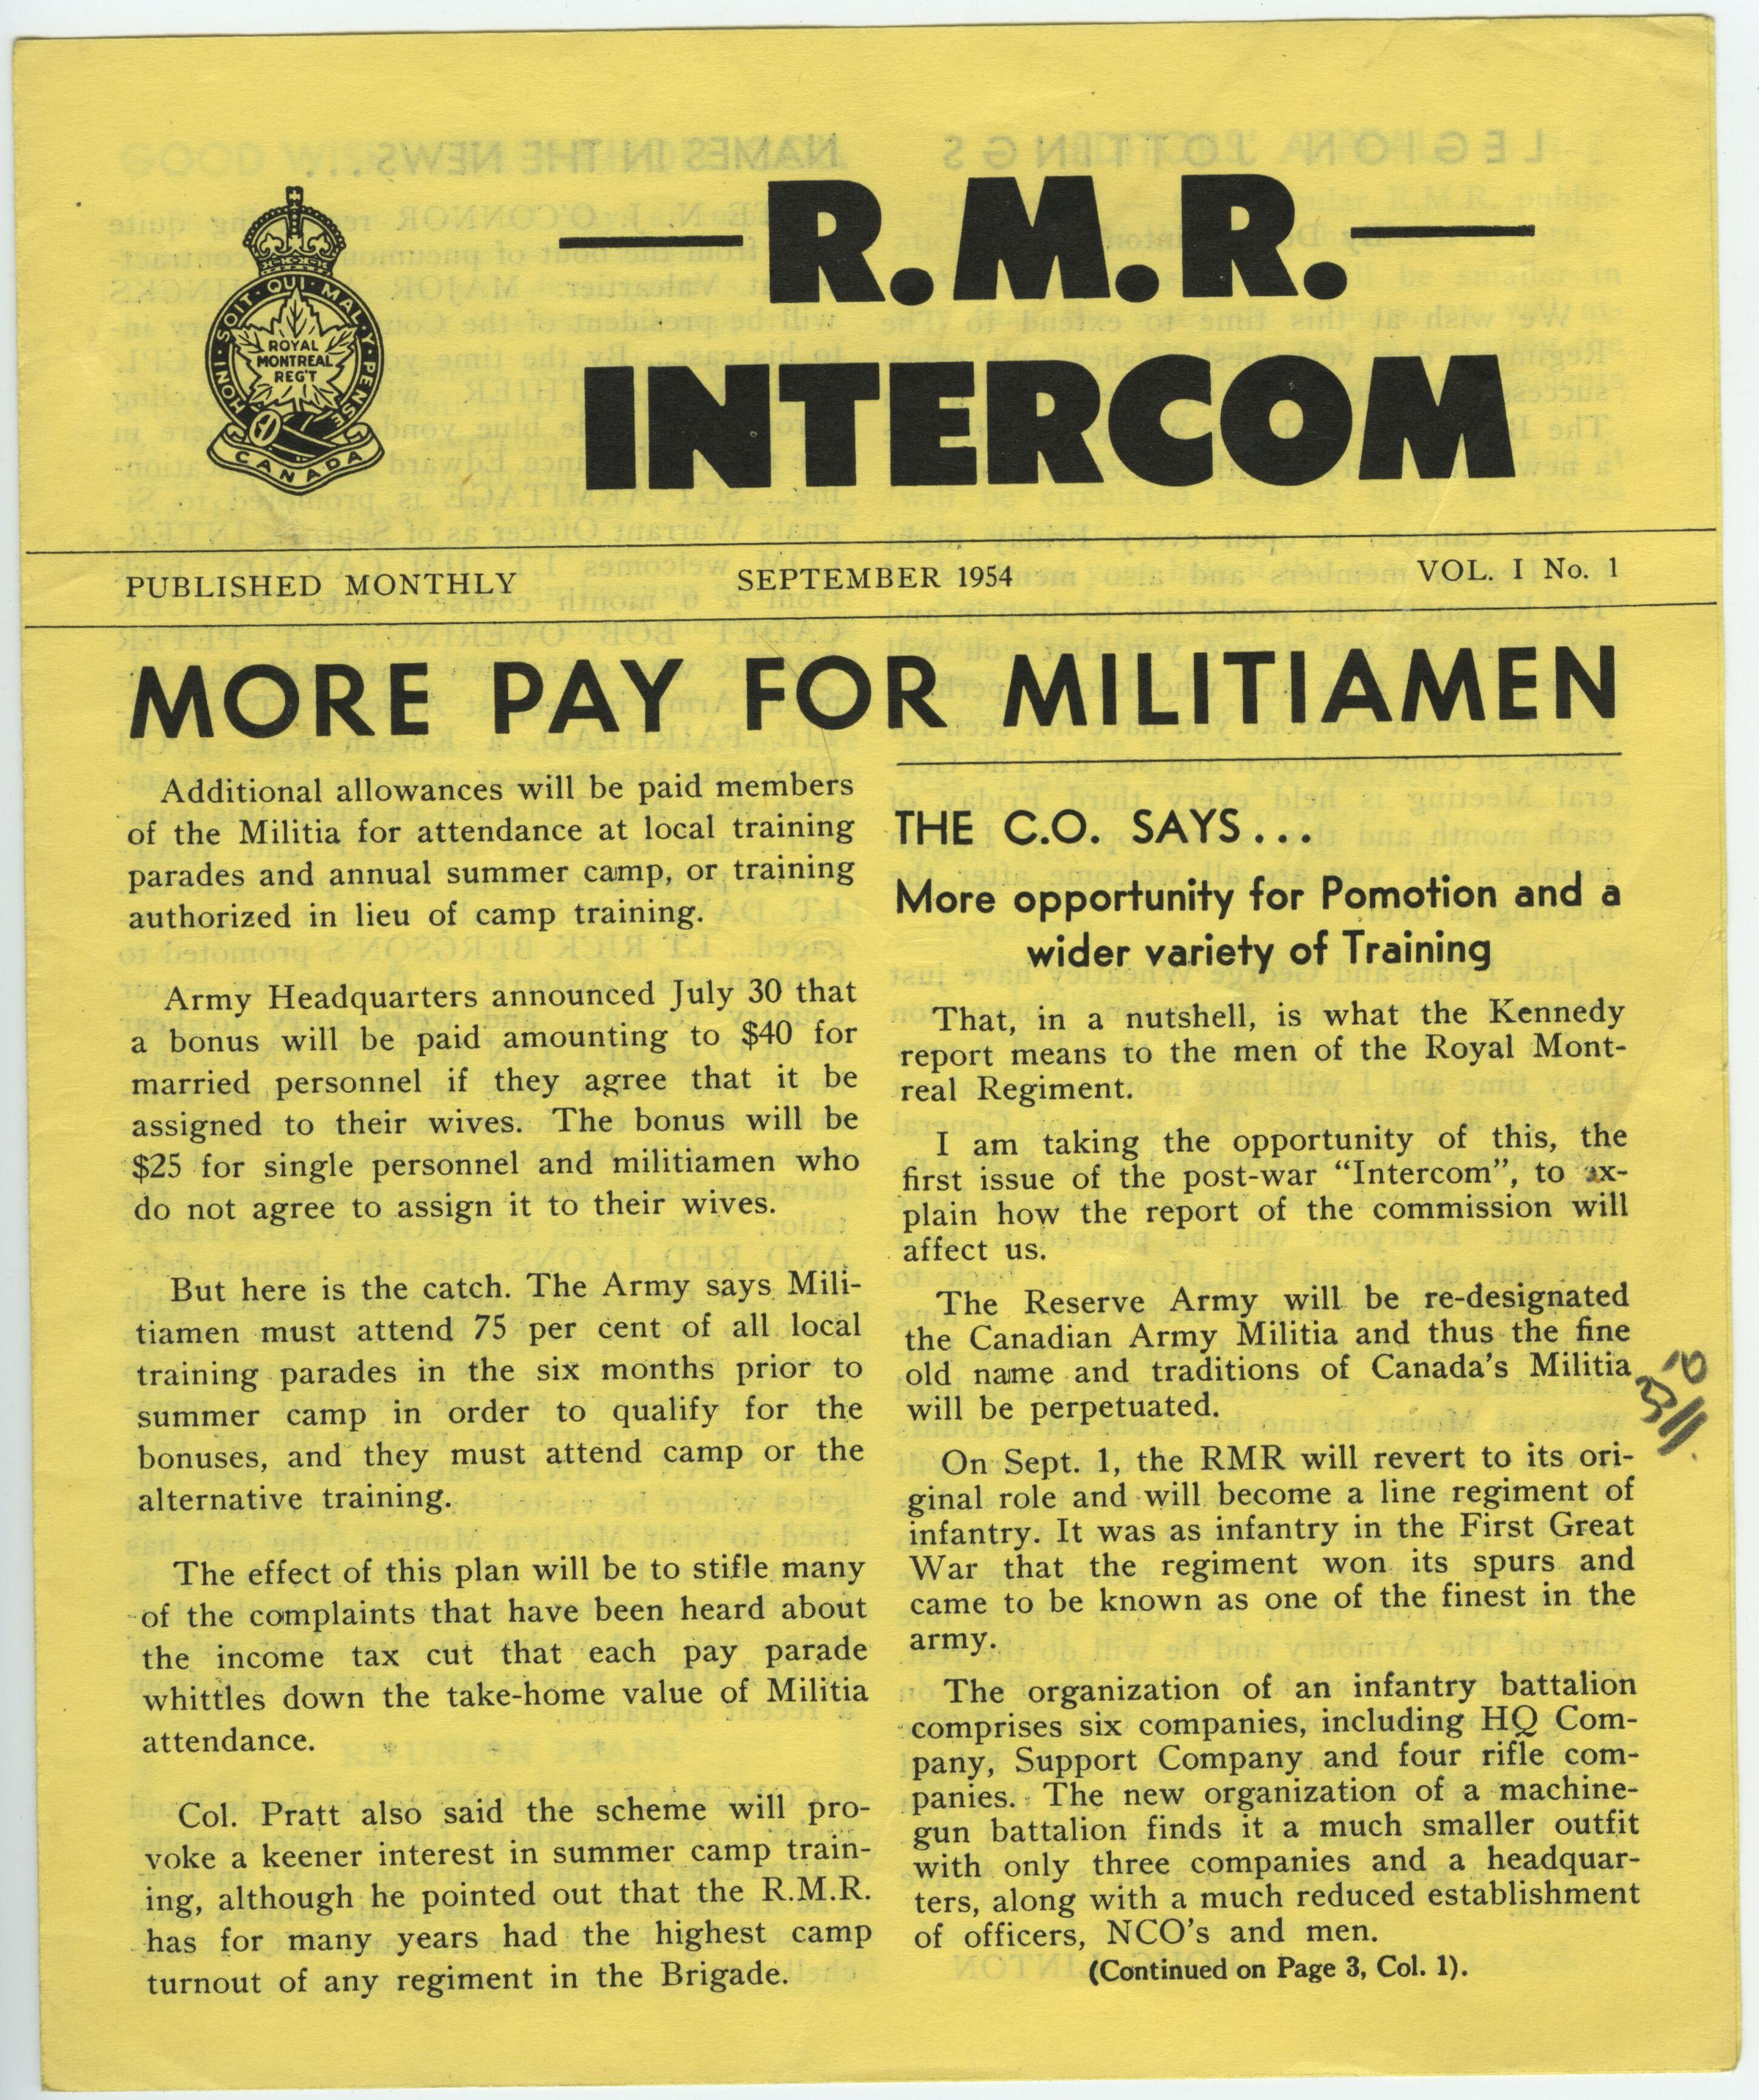 R.M.R.
INTERCOM
HONI · SOIT · QUI · MAL · Y · PENSE
ROYAL
MONTREAL
REG'T
CANADA
PUBLISHED MONTHLY SEPTEMBER 1954 VOL. I No. 1
MORE PAY FOR MILITIAMEN
Additional allowances will be paid members
of the Militia for attendance at local training
parades and annual summer camp, or training
authorized in lieu of camp training.
Army Headquarters announced July 30 that
a bonus will be paid amounting to $40 for
married personnel if they agree that it be
assigned to their wives. The bonus will be
$25 for single personnel and militiamen who
do not agree to assign it to their wives.
But here is the catch. The Army says Mili-
tiamen must attend 75 per cent of all local
training parades in the six months prior to
summer camp in order to qualify for the
bonuses, and they must attend camp or the
alternative training.
The effect of this plan will be to stifle many
of the complaints that have been heard about
the income tax cut that each pay parade
whittles down the take-home value of Militia
attendance.
Col. Pratt also said the scheme will pro-
voke a keener interest in summer camp train-
ing, although he pointed out that the R.M.R.
has for many years had the highest camp
turnout of any regiment in the Brigade.
THE C.O. SAYS...
More opportunity for Pomotion and a
wider variety of Training
That, in a nutshell, is what the Kennedy
report means to the men of the Royal Mont-
real Regiment.
I am taking the opportunity of this, the
first issue of the post-war "Intercom", to ex-
plain how the report of the commission will
affect us.
The Reserve Army will be re-designated
the Canadian Army Militia and thus the fine
old name and traditions of Canada's Militia
will be perpetuated.
On Sept. 1, the RMR will revert to its ori-
ginal role and will become a line regiment of
infantry. It was as infantry in the First Great
War that the regiment won its spurs and
came to be known as one of the finest in the
army.
The organization of an infantry battalion
comprises six companies, including HQ Com-
pany, Support Company and four rifle com-
panies. The new organization of a machine-
gun battalion finds it a much smaller outfit
with only three companies and a headquar-
ters, along with a much reduced establishment
of officers, NCO's and men.
(Continued on Page 3, Col. 1).